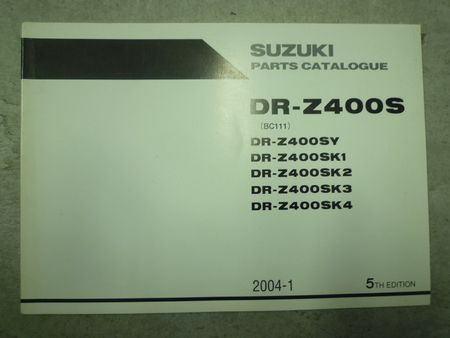 SUZUKI
PARTS CATALOGUE
DR-Z400S
(BC111)
DR-Z400SY
DR-Z400SK1
DR-Z400SK2
DR-Z400SK3
DR-Z400SK4
2004-1 5TH EDITION